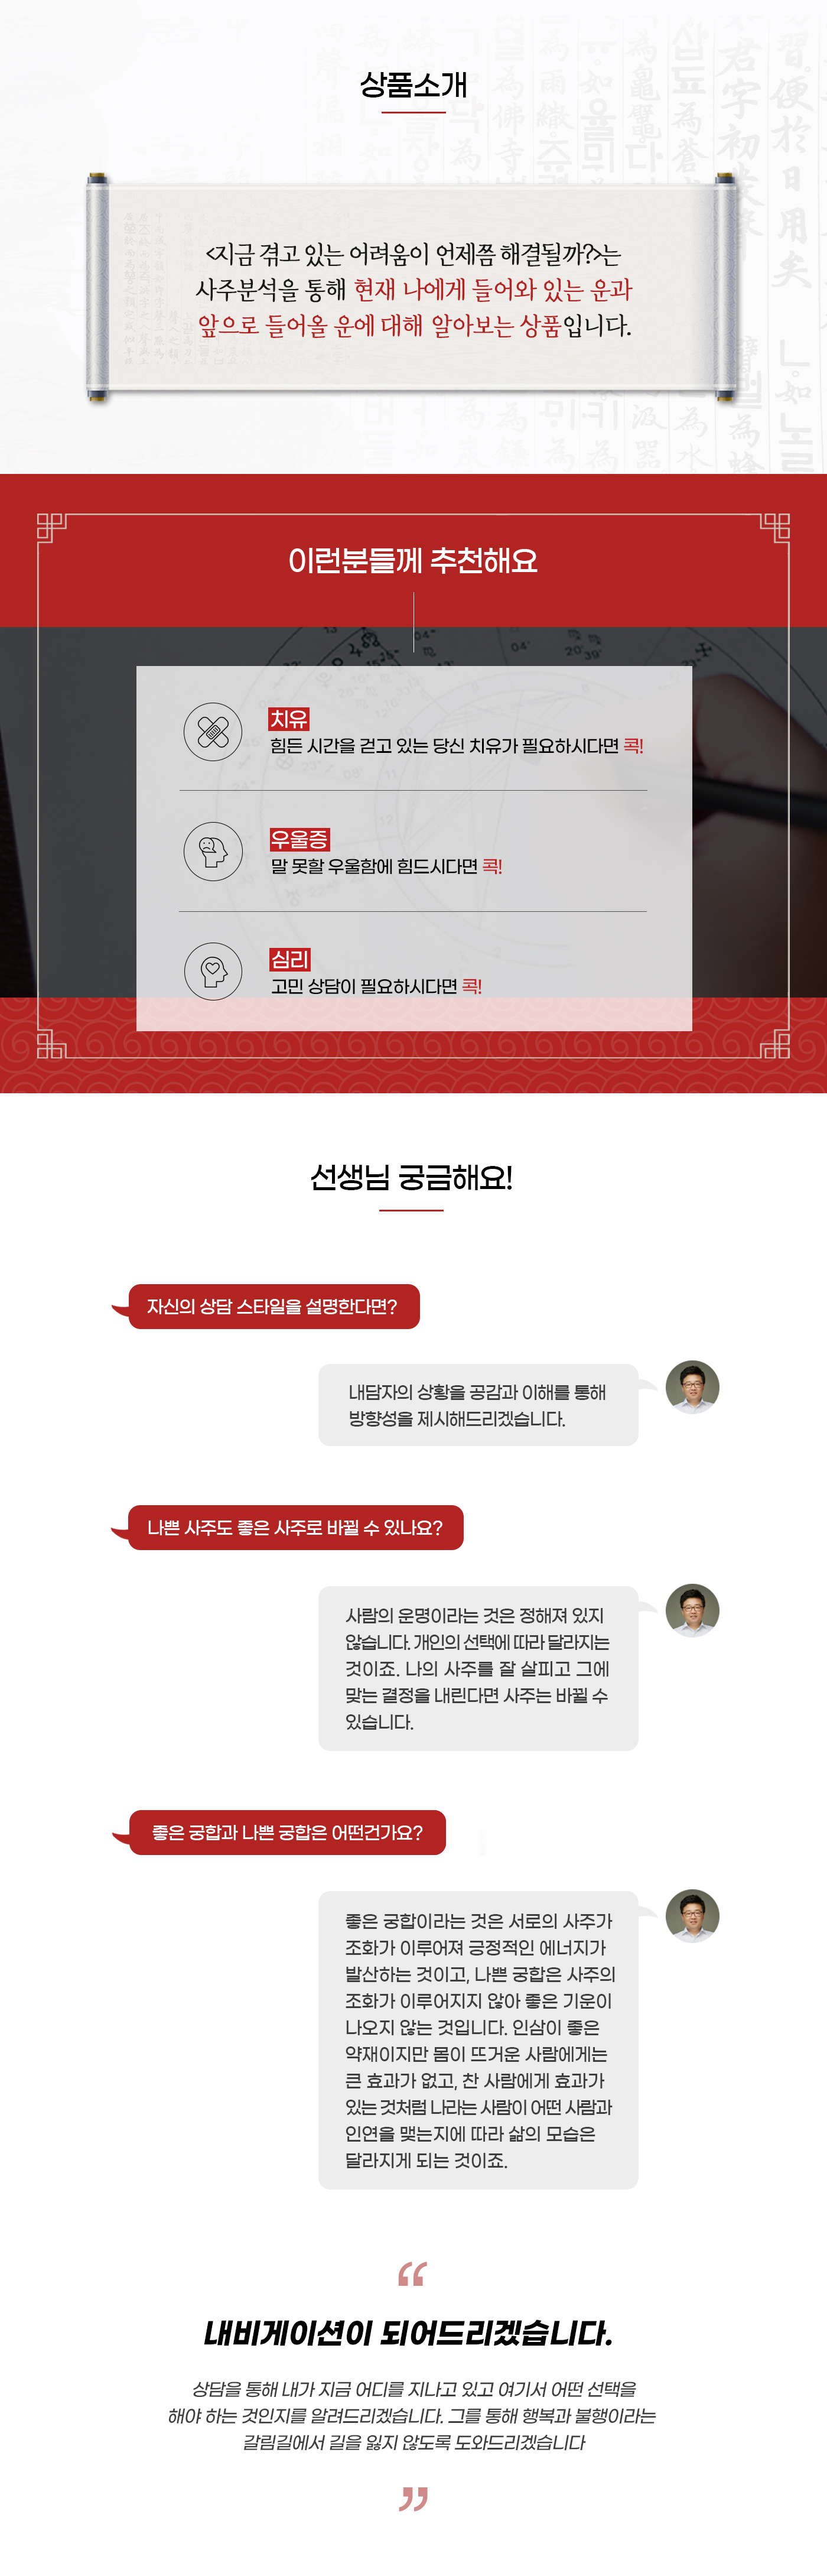 상품소개
<지금 겪고 있는 어려움이 언제쯤 해결될까?>는
사주분석을 통해 현재 나에게 들어와 있는 운과
앞으로 들어올 운에 대해 알아보는 상품입니다.
이런분들께 추천해요
치유
힘든 시간을 걷고 있는 당신 치유가 필요하시다면 콕!
우울증
말 못할 우울함에 힘드시다면 콕!
심리
고민 상담이 필요하시다면 콕!
선생님 궁금해요!
자신의 상담 스타일을 설명한다면?
내담자의 상황을 공감과 이해를 통해
방향성을 제시해드리겠습니다.
나쁜 사주도 좋은 사주로 바뀔 수 있나요?
사람의 운명이라는 것은 정해져 있지
않습니다. 개인의 선택에 따라 달라지는
것이죠. 나의 사주를 잘 살피고 그에
맞는 결정을 내린다면 사주는 바뀔 수
있습니다.
좋은 궁합과 나쁜 궁합은 어떤건가요?
좋은 궁합이라는 것은 서로의 사주가
조화가 이루어져 긍정적인 에너지가
발산하는 것이고, 나쁜 궁합은 사주의
조화가 이루어지지 않아 좋은 기운이
나오지 않는 것입니다. 인삼이 좋은
약재이지만 몸이 뜨거운 사람에게는
큰 효과가 없고, 찬 사람에게 효과가
있는 것처럼 나라는 사람이 어떤 사람과
인연을 맺는지에 따라 삶의 모습은
달라지게 되는 것이죠.
“
내비게이션이 되어드리겠습니다.
상담을 통해 내가 지금 어디를 지나고 있고 여기서 어떤 선택을
해야 하는 것인지를 알려드리겠습니다. 그를 통해 행복과 불행이라는
갈림길에서 길을 잃지 않도록 도와드리겠습니다
”